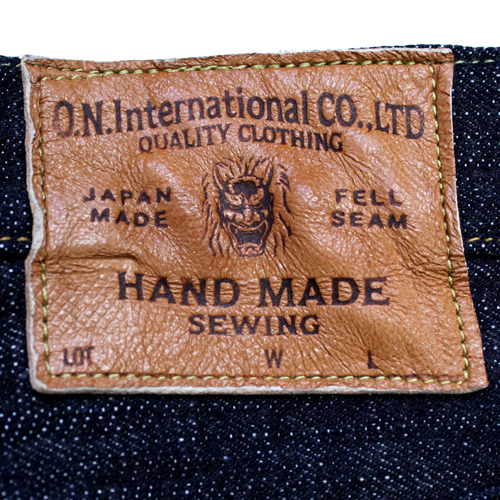 O.N.International CO.,LTD
QUALITY CLOTHING
JAPAN MADE
FELL SEAM
HAND MADE
SEWING
LOT W L